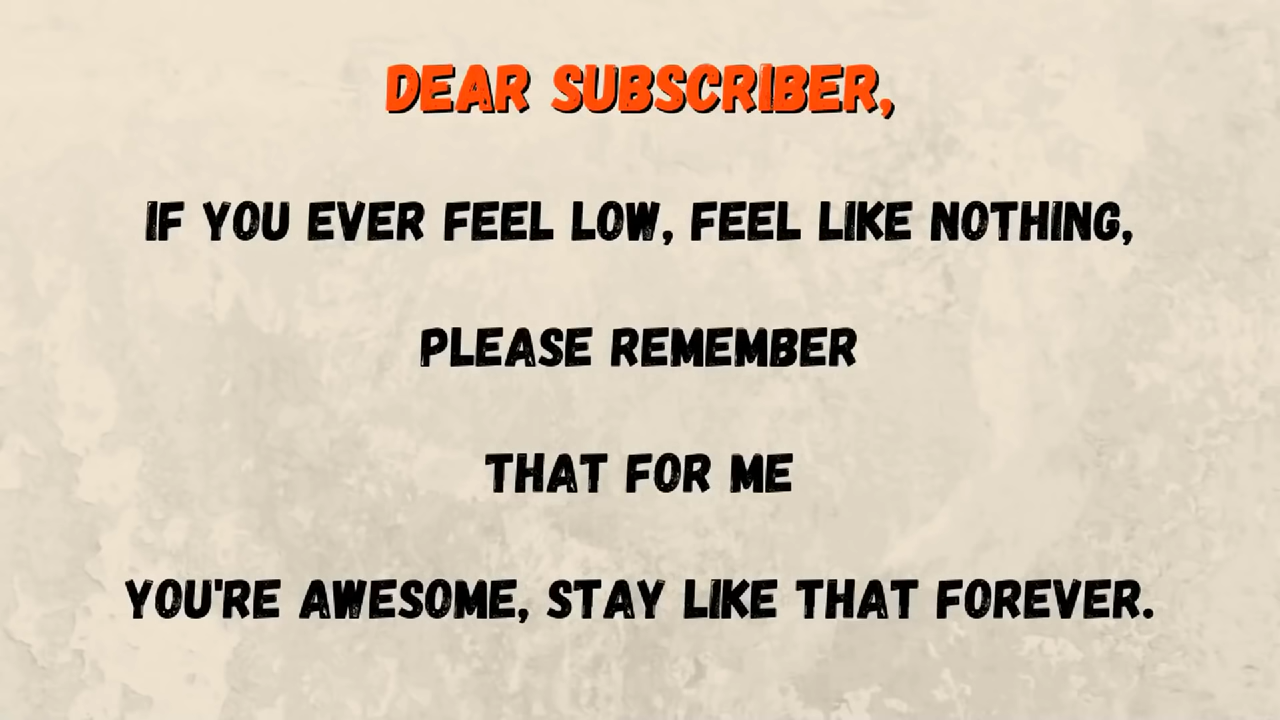 DEAR SUBSCRIBER,
IF YOU EVER FEEL LOW, FEEL LIKE NOTHING,
PLEASE REMEMBER
THAT FOR ME
YOU'RE AWESOME, STAY LIKE THAT FOREVER.